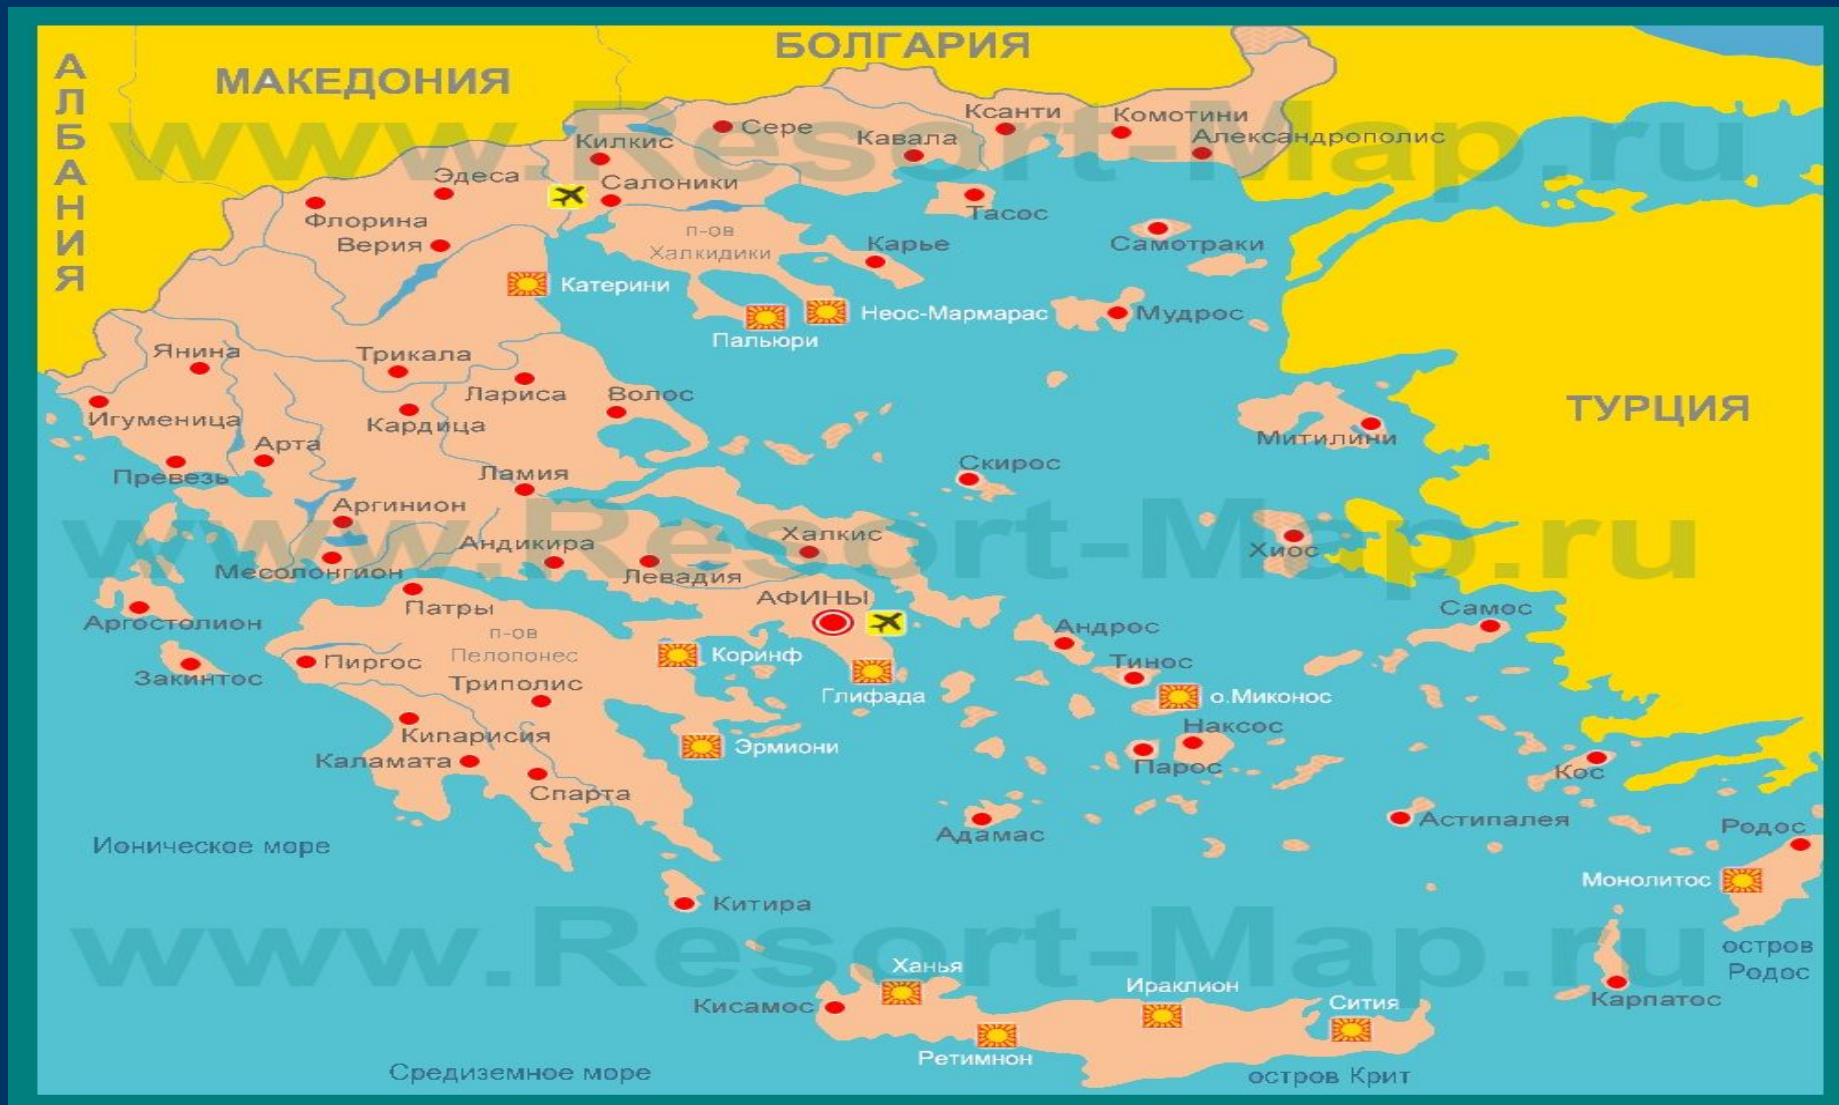 БОЛГАРИЯ
МАКЕДОНИЯ
АЛБАНИЯ
www.Resort-Map.ru
Ксанти
Комотини
Сере
Кавала
Александрополис
Килкис
Эдеса
Салоники
Флорина
Тасос
Верия
п-ов
Халкидики
Карье
Самотраки
Катерини
Неос-Мармарас
Мудрос
Пальюри
Янина
Трикала
Лариса
Волос
ТУРЦИЯ
Игуменица
Кардица
Арта
Митилини
Превезь
Ламия
Скирос
Аргинион
www.Resort-Map.ru
Андикира
Халкис
Хиос
Месолонгион
Левадия
АФИНЫ
Патры
Самос
Аргостолион
п-ов
Пелопонес
Андрос
Коринф
Пиргос
Тинос
Закинтос
Триполис
Глифада
о.Миконос
Наксос
Кипарисия
Эрмиони
Каламата
Парос
Кос
Спарта
Адамас
Астипалея
Родос
Ионическое море
Монолитос
Китира
www.Resort-Map.ru
остров
Родос
Ханья
Ираклион
Сития
Карпатос
Кисамос
Ретимнон
Средиземное море
остров Крит